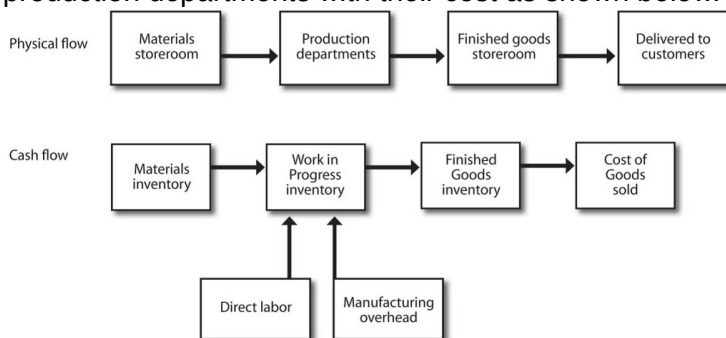 production departments with their cost as shown below
Physical flow
Materials
storeroom
Production
departments
Finished goods
storeroom
Delivered to
customers
Cash flow
Materials
inventory
Work in
Progress
inventory
Finished
Goods
inventory
Cost of
Goods
sold
Direct labor
Manufacturing
overhead